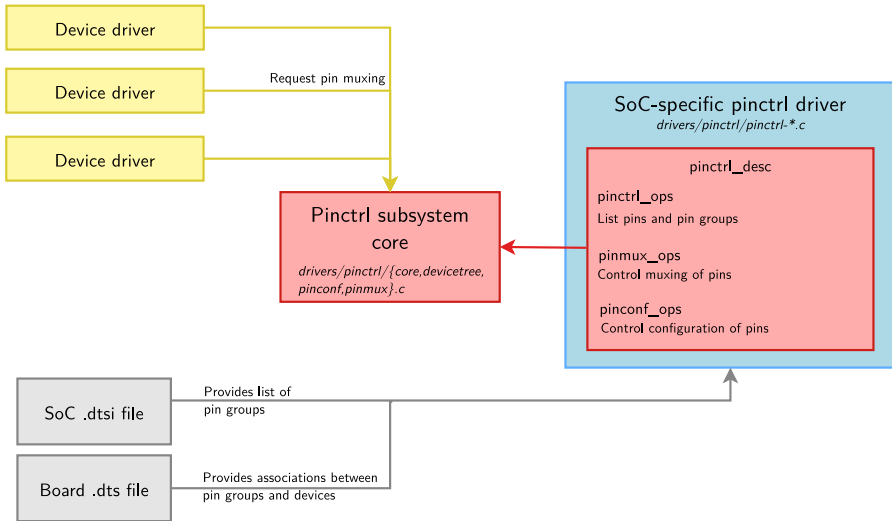 Device driver
Device driver
Request pin muxing
Device driver
SoC-specific pinctrl driver
drivers/pinctrl/pinctrl-*.c
pinctrl_desc
pinctrl_ops
List pins and pin groups
pinmux_ops
Control muxing of pins
pinconf_ops
Control configuration of pins
Pinctrl subsystem
core
drivers/pinctrl/{core,devicetree,
pinconf,pinmux}.c
SoC .dtsi file
Provides list of
pin groups
Board .dts file
Provides associations between
pin groups and devices